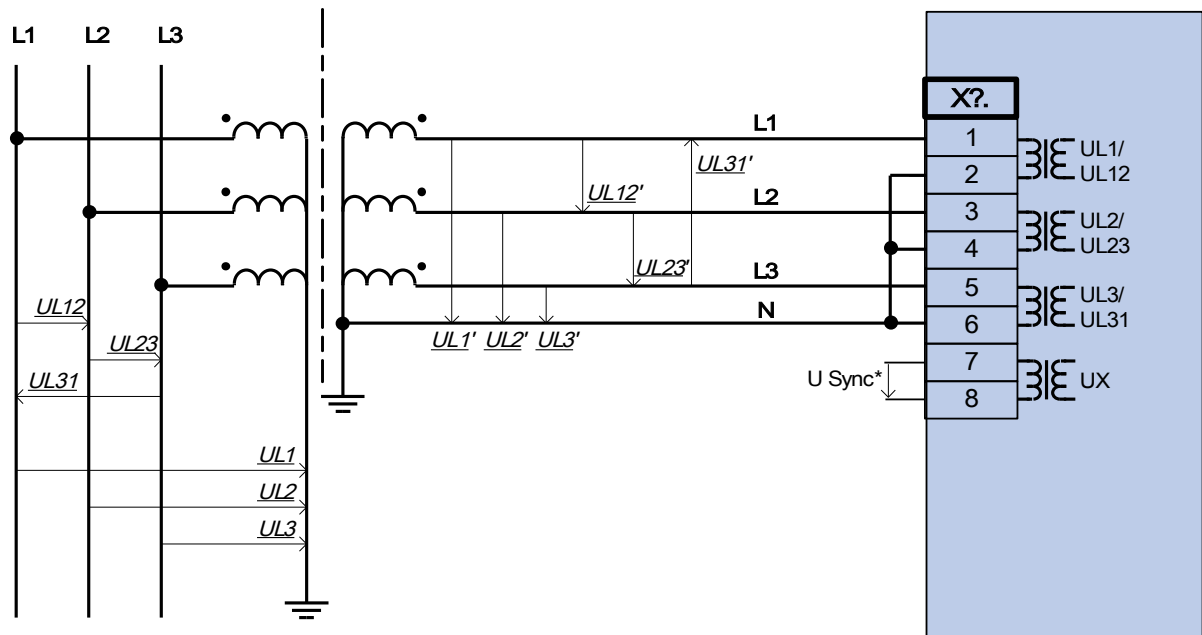 L1 L2 L3
X?.
L1
1
UL1/
UL12
UL31'
2
UL12'
L2
3
UL2/
UL23
4
UL23'
L3
5
UL3/
UL31
UL12
N
6
UL1' UL2' UL3'
UL23
7
U Sync*
UX
UL31
8
UL1
UL2
UL3